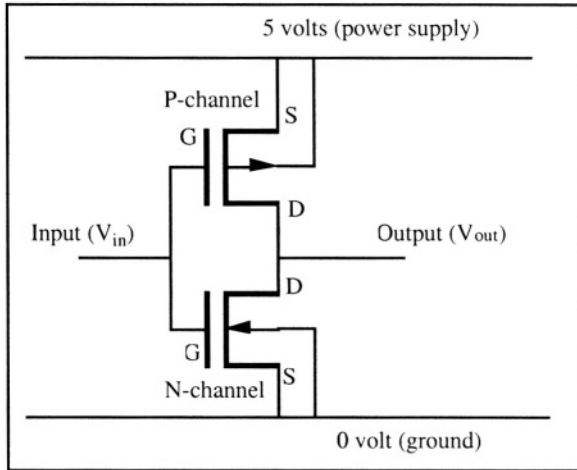 5 volts (power supply)
P-channel
S
G
D
Input (Vin)
Output (Vout)
D
G
S
N-channel
0 volt (ground)